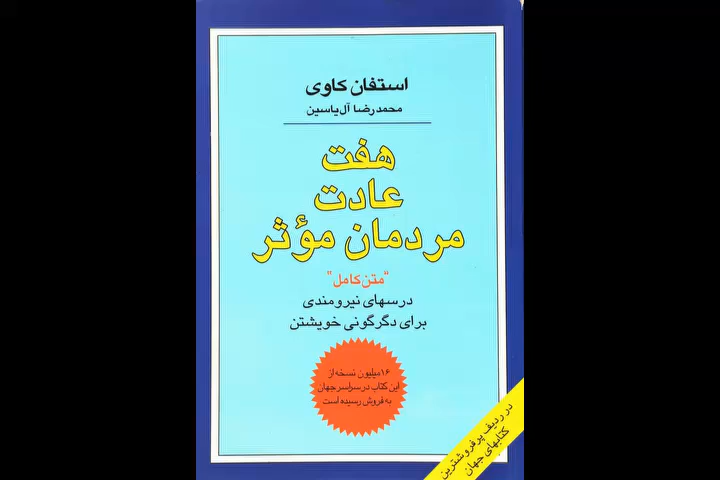 استفان کاوی
محمدرضا آل‌یاسین
هفت
عادت
مردمان مؤثر
"متن کامل"
درسهای نیرومندی
برای دگرگونی خویشتن
۱۶ میلیون نسخه از
این کتاب در سراسر جهان
به فروش رسیده است
در ردیف پرفروشترین
کتابهای جهان